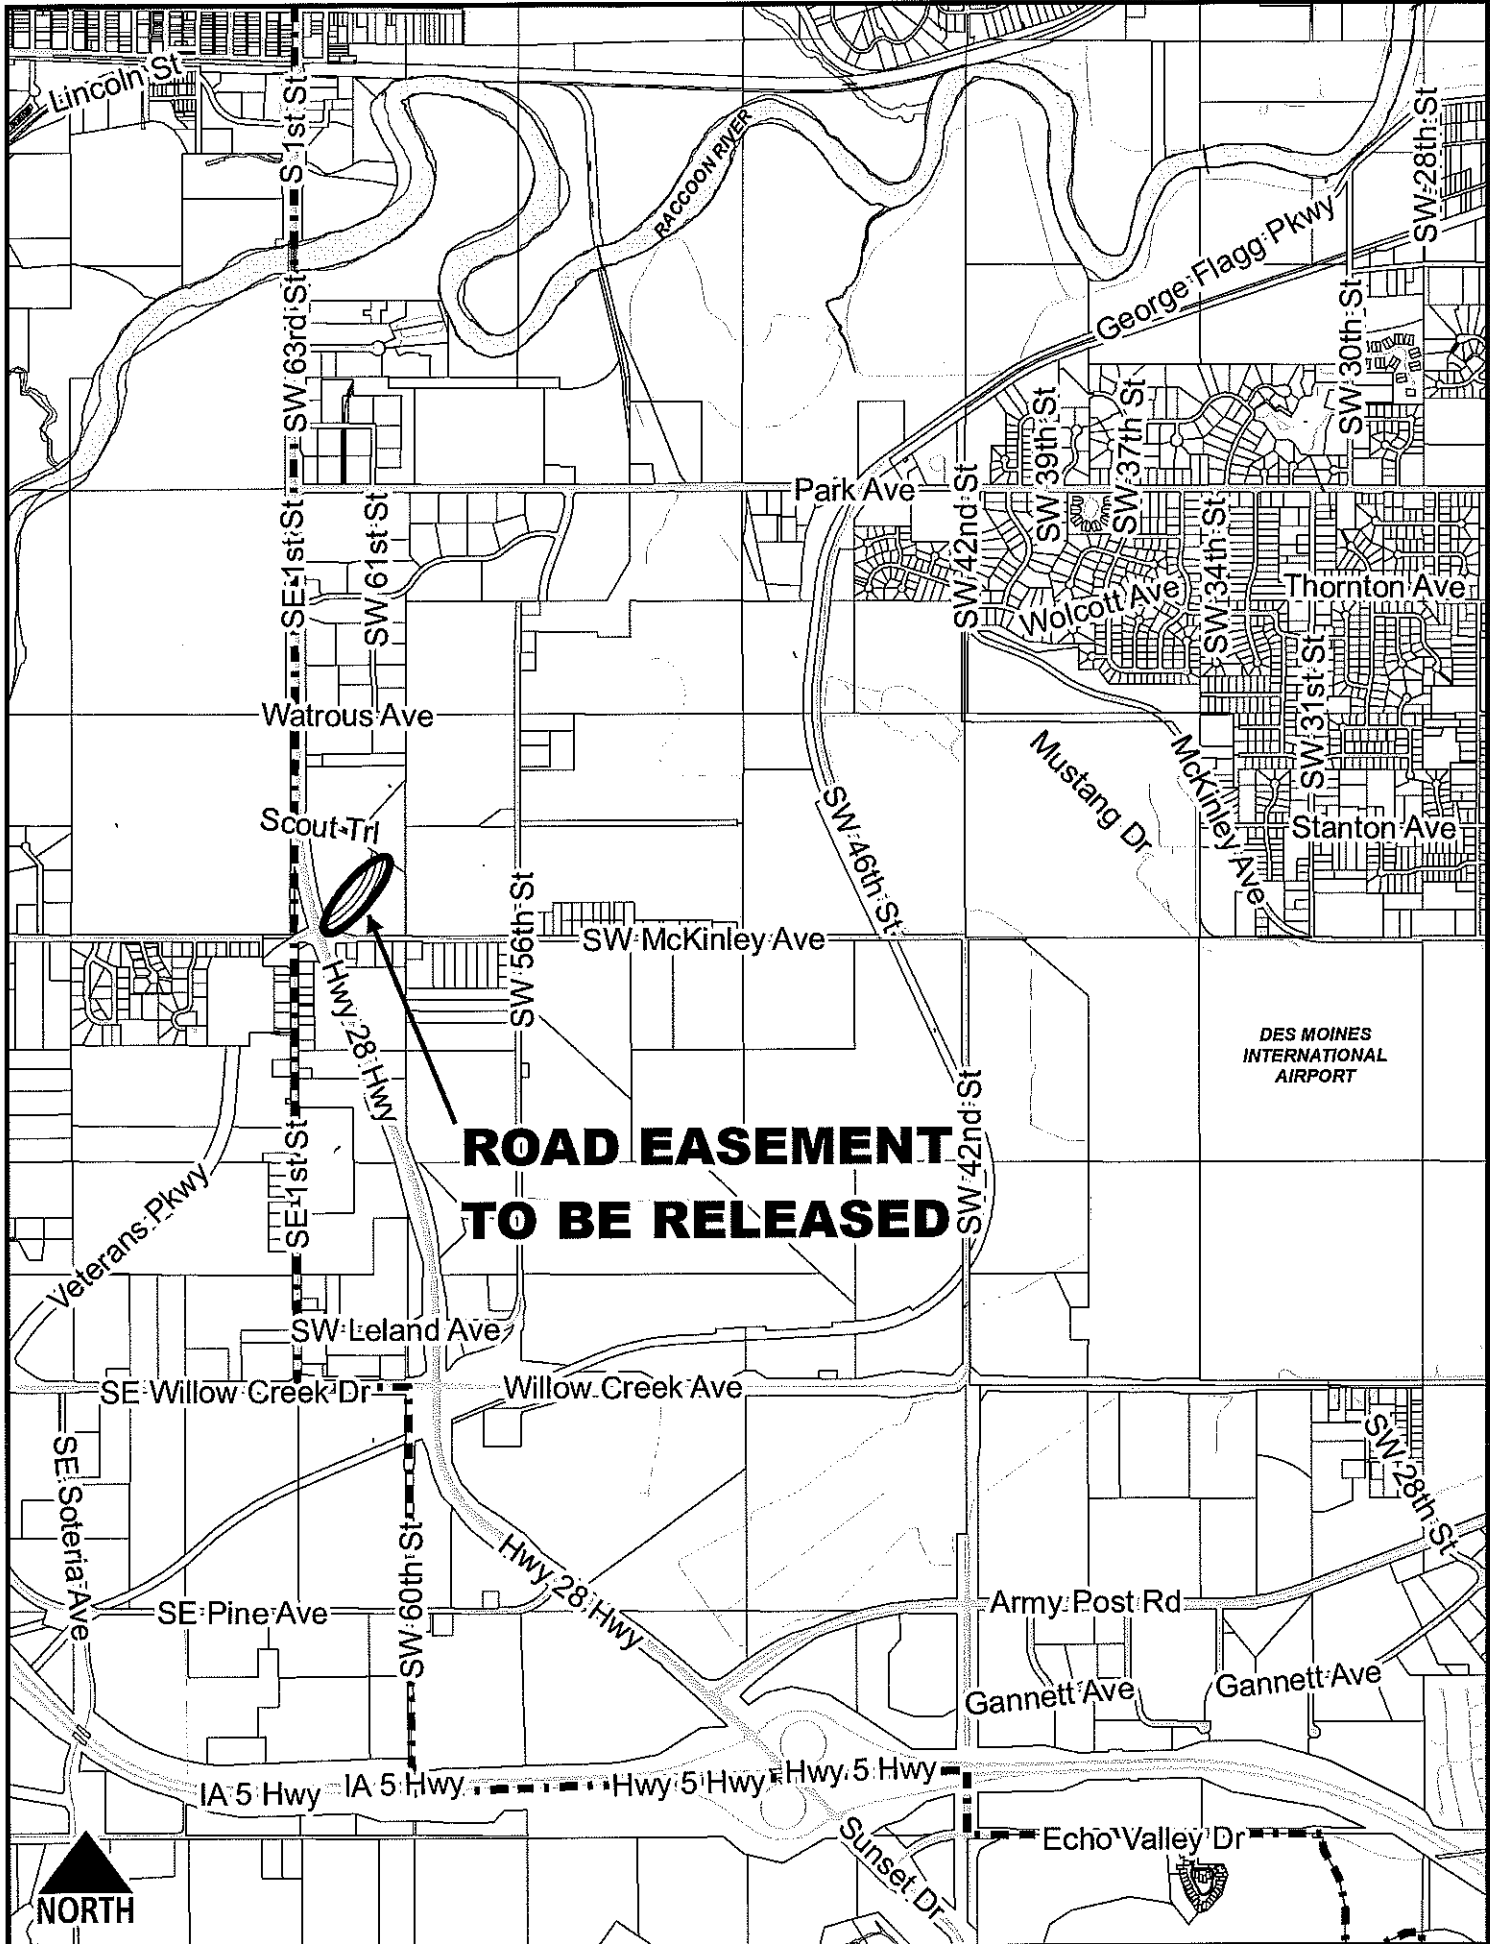 Lincoln St
S 1st St
RACCOON RIVER
SW 28th St
George Flagg Pkwy
SW 63rd St
SW 30th St
SW 39th St
SW 37th St
Park Ave
SW 42nd St
SE 1st St
SW 61st St
SW 34th St
Thornton Ave
Wolcott Ave
SW 31st St
Watrous Ave
Mustang Dr
McKinley Ave
Scout Trl
SW 46th St
Stanton Ave
SW 56th St
SW McKinley Ave
Hwy 28 Hwy
DES MOINES
INTERNATIONAL
AIRPORT
SW 42nd St
ROAD EASEMENT
TO BE RELEASED
SE 1st St
Veterans Pkwy
SW Leland Ave
SE Willow Creek Dr
Willow Creek Ave
SE Soteria Ave
SW 28th St
SW 60th St
Hwy 28 Hwy
SE Pine Ave
Army Post Rd
Gannett Ave
Gannett Ave
IA 5 Hwy
IA 5 Hwy
Hwy 5 Hwy
Hwy 5 Hwy
Sunset Dr
Echo Valley Dr
NORTH